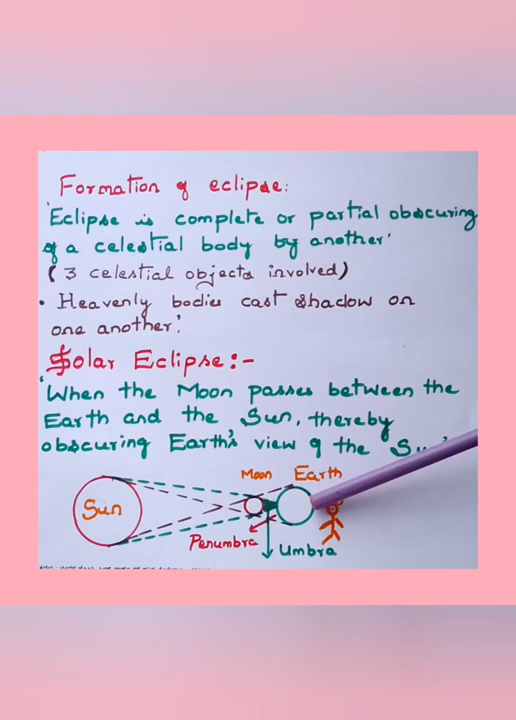 Formation of eclipse:
'Eclipse is complete or partial obscuring
of a celestial body by another'
(3 celestial objects involved)
• Heavenly bodies cast shadow on
one another'.
Solar Eclipse:-
'When the Moon passes between the
Earth and the Sun, thereby
obscuring Earth's view of the
Moon Earth
Sun
Penumbra
Umbra